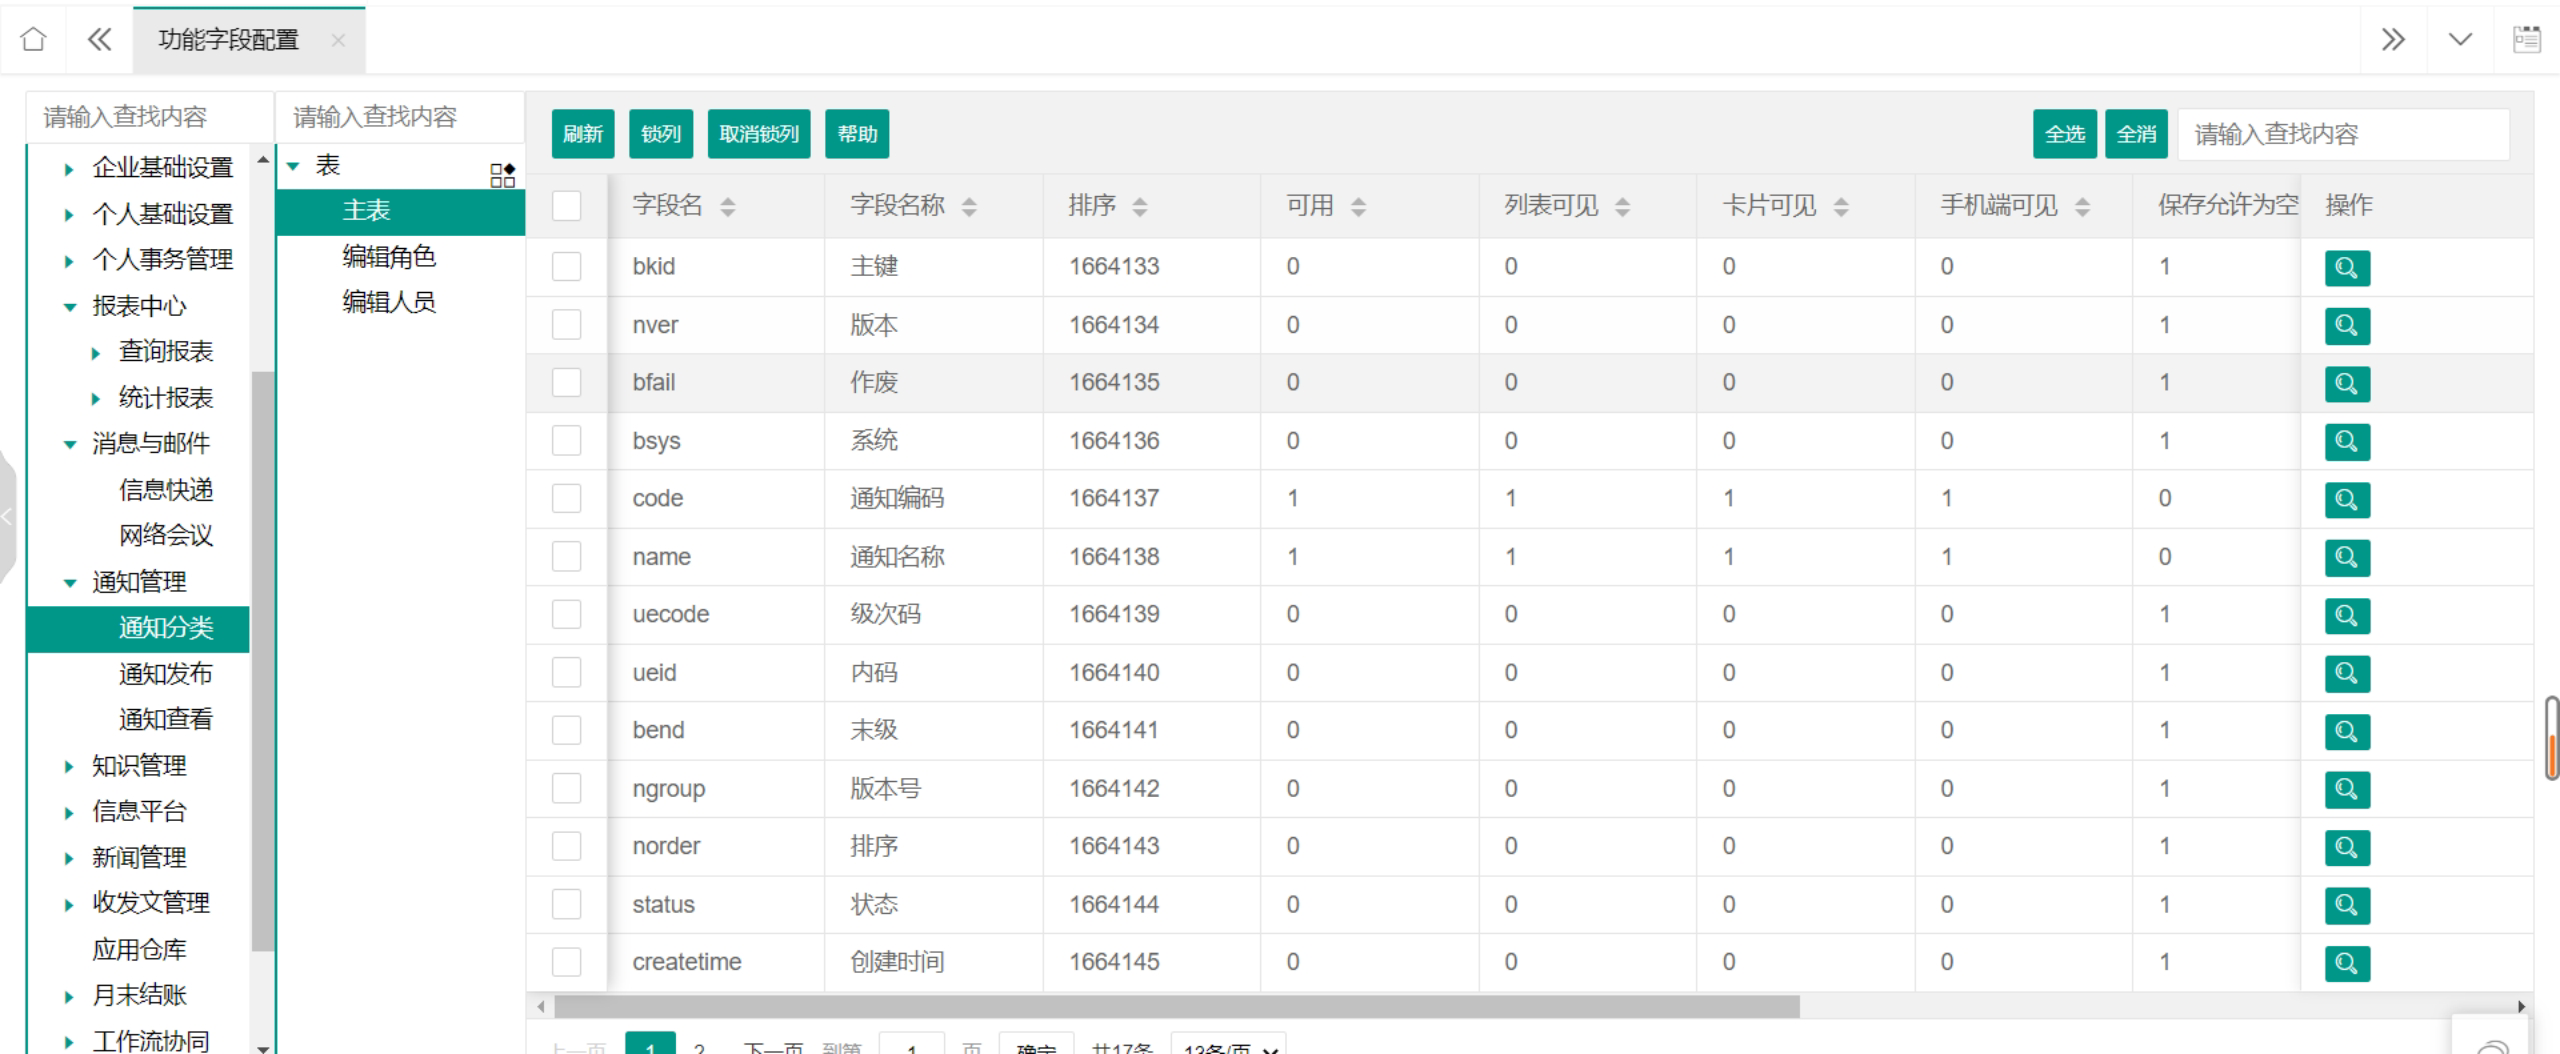 功能字段配置
请输入查找内容
企业基础设置
个人基础设置
个人事务管理
报表中心
查询报表
统计报表
消息与邮件
信息快递
网络会议
通知管理
通知分类
通知发布
通知查看
知识管理
信息平台
新闻管理
收发文管理
应用仓库
月末结账
工作流协同
请输入查找内容
表
主表
编辑角色
编辑人员
刷新 锁列 取消锁列 帮助 全选 全消 请输入查找内容
字段名 字段名称 排序 可用 列表可见 卡片可见 手机端可见 保存允许为空 操作
bkid 主键 1664133 0 0 0 0 1
nver 版本 1664134 0 0 0 0 1
bfail 作废 1664135 0 0 0 0 1
bsys 系统 1664136 0 0 0 0 1
code 通知编码 1664137 1 1 1 1 0
name 通知名称 1664138 1 1 1 1 0
uecode 级次码 1664139 0 0 0 0 1
ueid 内码 1664140 0 0 0 0 1
bend 末级 1664141 0 0 0 0 1
ngroup 版本号 1664142 0 0 0 0 1
norder 排序 1664143 0 0 0 0 1
status 状态 1664144 0 0 0 0 1
createtime 创建时间 1664145 0 0 0 0 1
上一页 1 2 下一页 到第 1 页 确定 共17条 13条/页